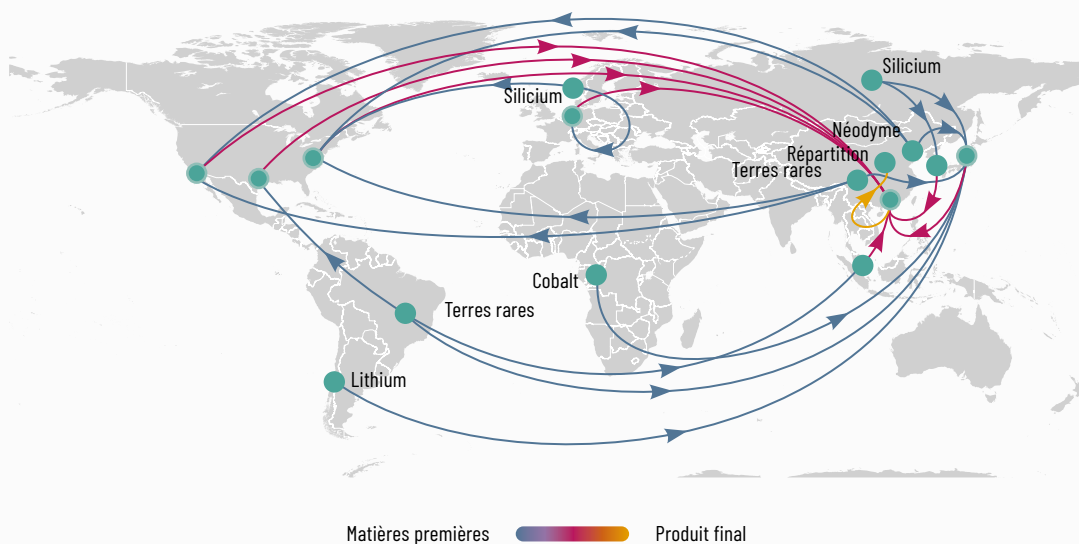 Silicium
Silicium
Néodyme
Répartition
Terres rares
Cobalt
Terres rares
Lithium
Matières premières
Produit final